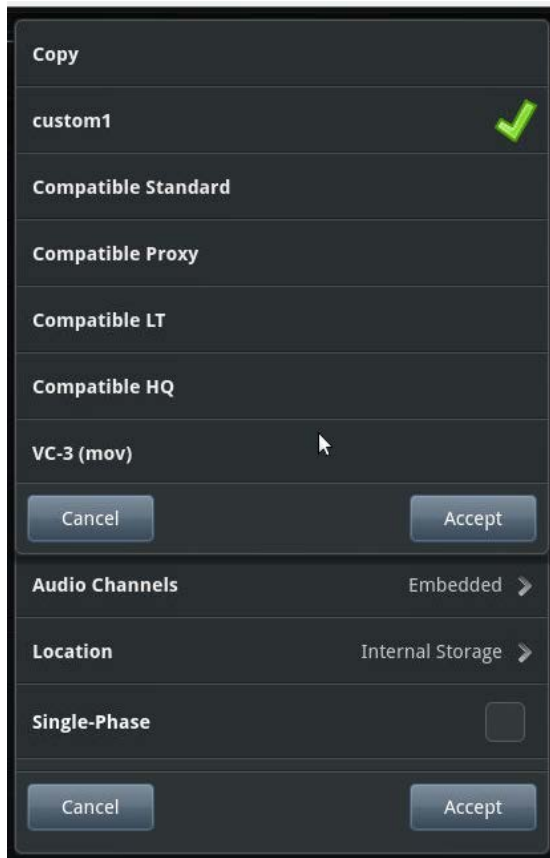 Copy
custom1
Compatible Standard
Compatible Proxy
Compatible LT
Compatible HQ
VC-3 (mov)
Cancel Accept
Audio Channels Embedded
Location Internal Storage
Single-Phase
Cancel Accept